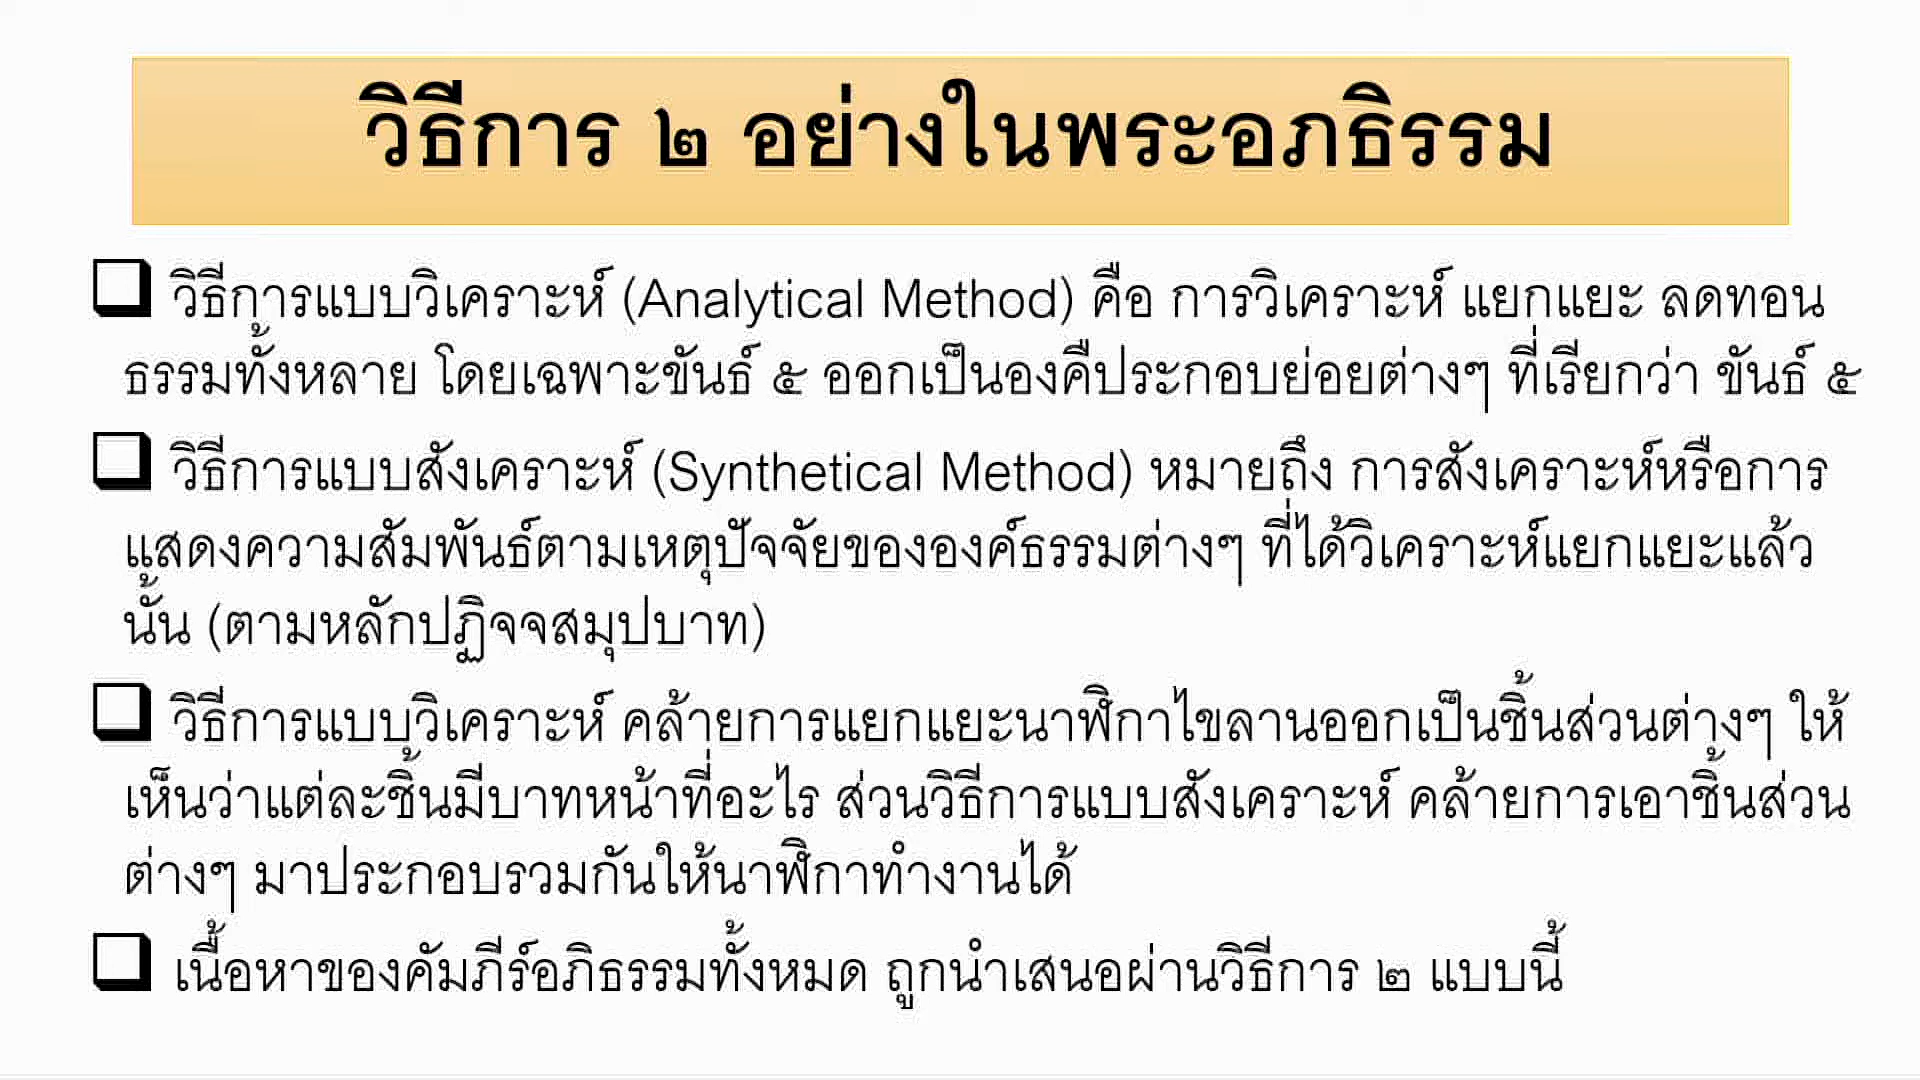 วิธีการ ๒ อย่างในพระอภธิรรม
วิธีการแบบวิเคราะห์ (Analytical Method) คือ การวิเคราะห์ แยกแยะ ลดทอน
ธรรมทั้งหลาย โดยเฉพาะขันธ์ ๕ ออกเป็นองคืประกอบย่อยต่างๆ ที่เรียกว่า ขันธ์ ๕
วิธีการแบบสังเคราะห์ (Synthetical Method) หมายถึง การสังเคราะห์หรือการ
แสดงความสัมพันธ์ตามเหตุปัจจัยขององค์ธรรมต่างๆ ที่ได้วิเคราะห์แยกแยะแล้ว
นั้น (ตามหลักปฏิจจสมุปบาท)
วิธีการแบบวิเคราะห์ คล้ายการแยกแยะนาฬิกาไขลานออกเป็นชิ้นส่วนต่างๆ ให้
เห็นว่าแต่ละชิ้นมีบาทหน้าที่อะไร ส่วนวิธีการแบบสังเคราะห์ คล้ายการเอาชิ้นส่วน
ต่างๆ มาประกอบรวมกันให้นาฬิกาทำงานได้
เนื้อหาของคัมภีร์อภิธรรมทั้งหมด ถูกนำเสนอผ่านวิธีการ ๒ แบบนี้